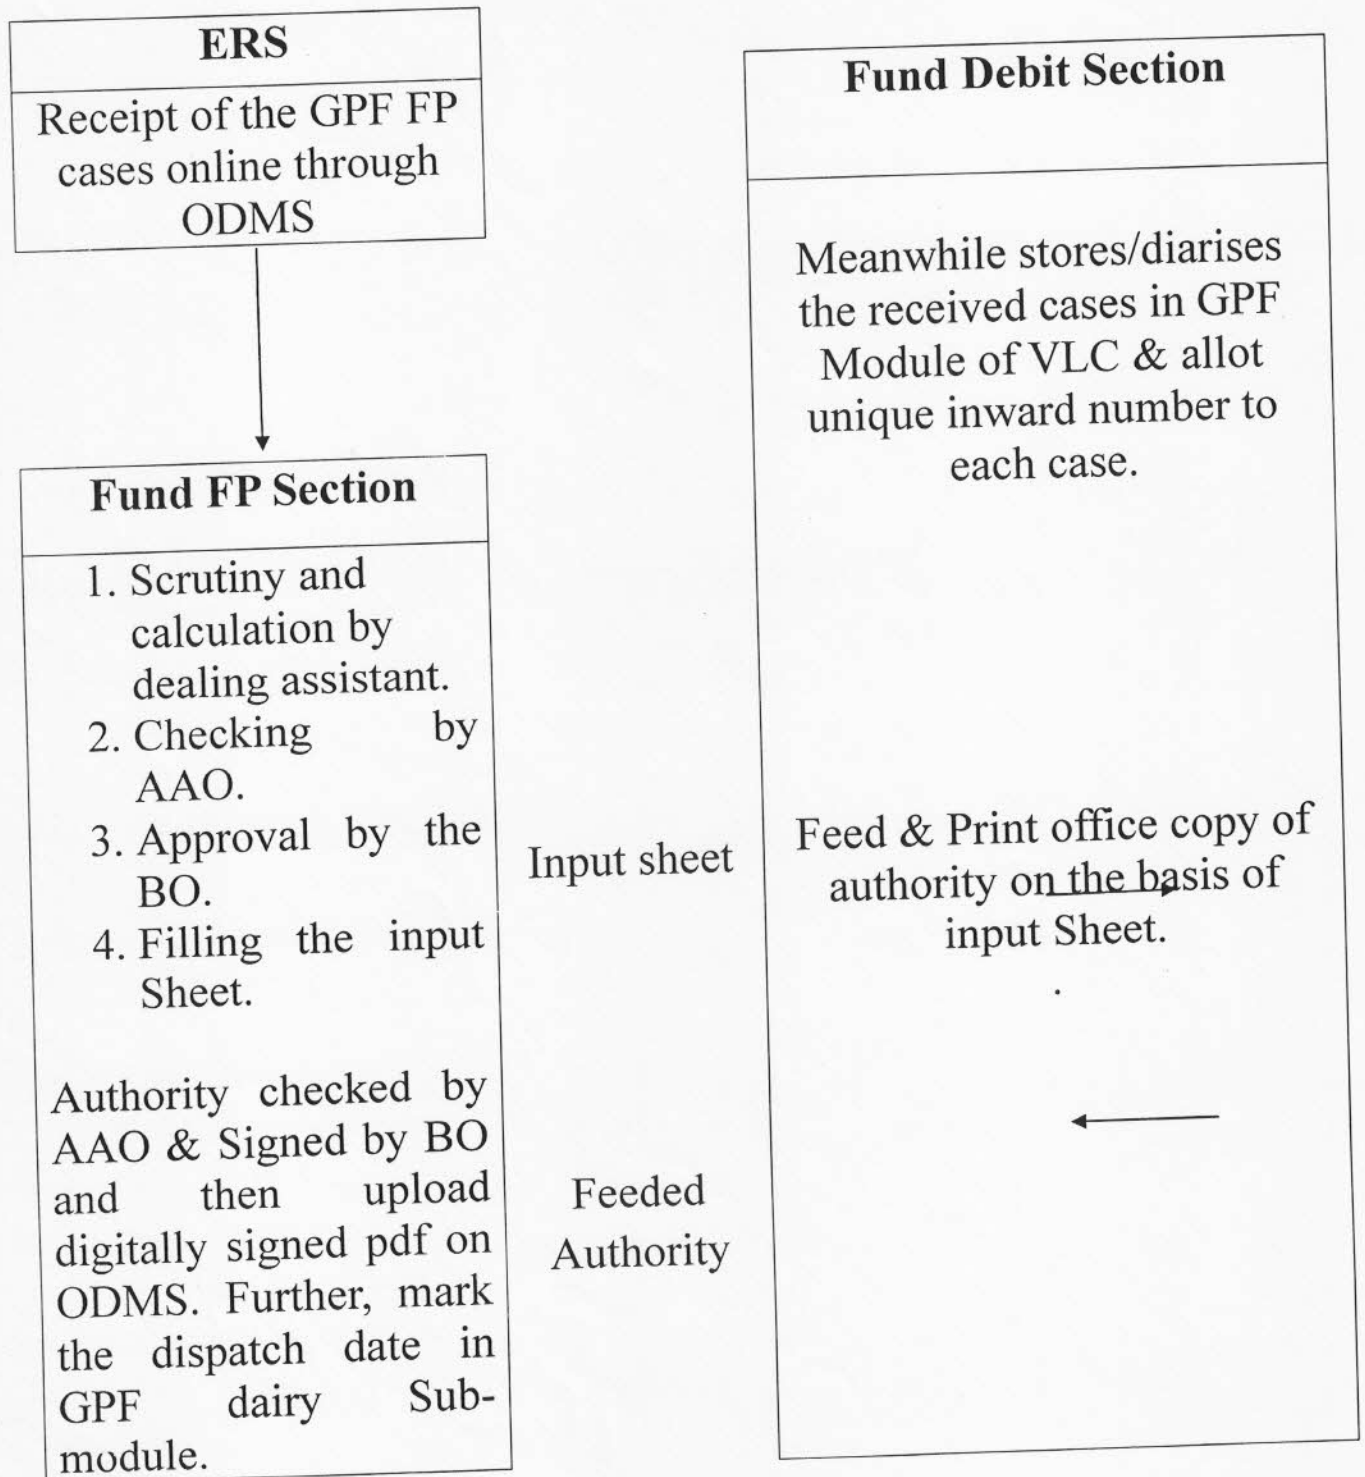 ERS
Receipt of the GPF FP
cases online through
ODMS
Fund FP Section
1. Scrutiny and
calculation by
dealing assistant.
2. Checking by
AAO.
3. Approval by the
BO.
4. Filling the input
Sheet.
Authority checked by
AAO & Signed by BO
and then upload
digitally signed pdf on
ODMS. Further, mark
the dispatch date in
GPF dairy Sub-
module.
Input sheet
Feeded
Authority
Fund Debit Section
Meanwhile stores/diarises
the received cases in GPF
Module of VLC & allot
unique inward number to
each case.
Feed & Print office copy of
authority on the basis of
input Sheet.
.